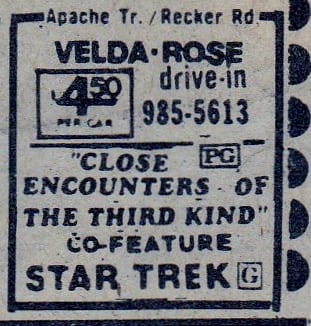 Apache Tr. / Recker Rd.
VELDA·ROSE
4.50
PER CAR
drive-in
985-5613
"CLOSE PG
ENCOUNTERS OF
THE THIRD KIND"
CO-FEATURE
STAR TREK G